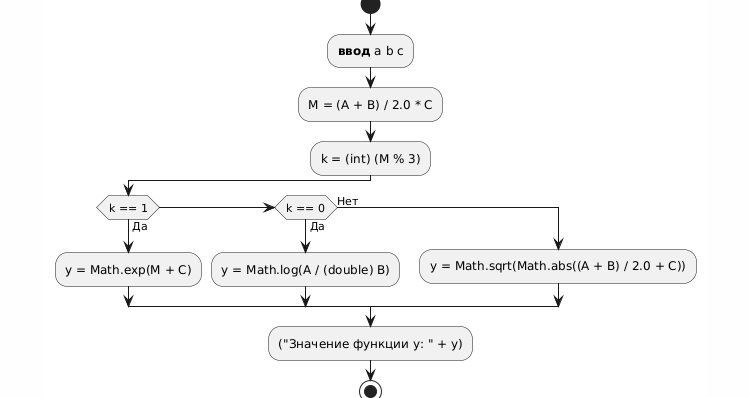 ввод a b c
M = (A + B) / 2.0 * C
k = (int) (M % 3)
k == 1
k == 0
Нет
Да
Да
y = Math.exp(M + C)
y = Math.log(A / (double) B)
y = Math.sqrt(Math.abs((A + B) / 2.0 + C))
("Значение функции y: " + y)